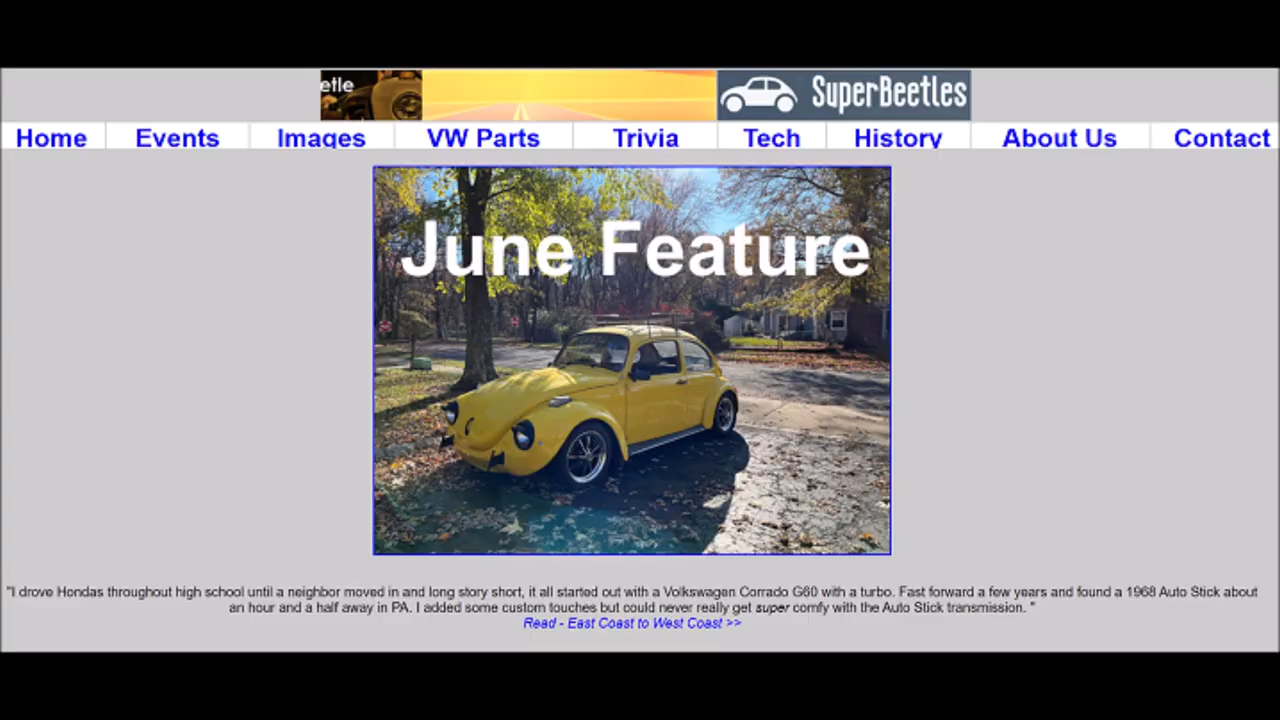 etle
SuperBeetles
Home Events Images VW Parts Trivia Tech History About Us Contact
June Feature
"I drove Hondas throughout high school until a neighbor moved in and long story short, it all started out with a Volkswagen Corrado G60 with a turbo. Fast forward a few years and found a 1968 Auto Stick about
an hour and a half away in PA. I added some custom touches but could never really get super comfy with the Auto Stick transmission. "
Read - East Coast to West Coast >>